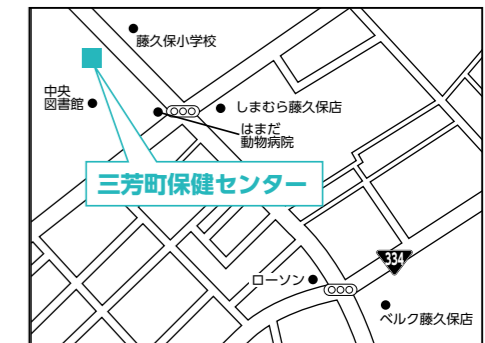 藤久保小学校
中央
図書館
しまむら藤久保店
はまだ
動物病院
三芳町保健センター
334
ローソン
ベルク藤久保店